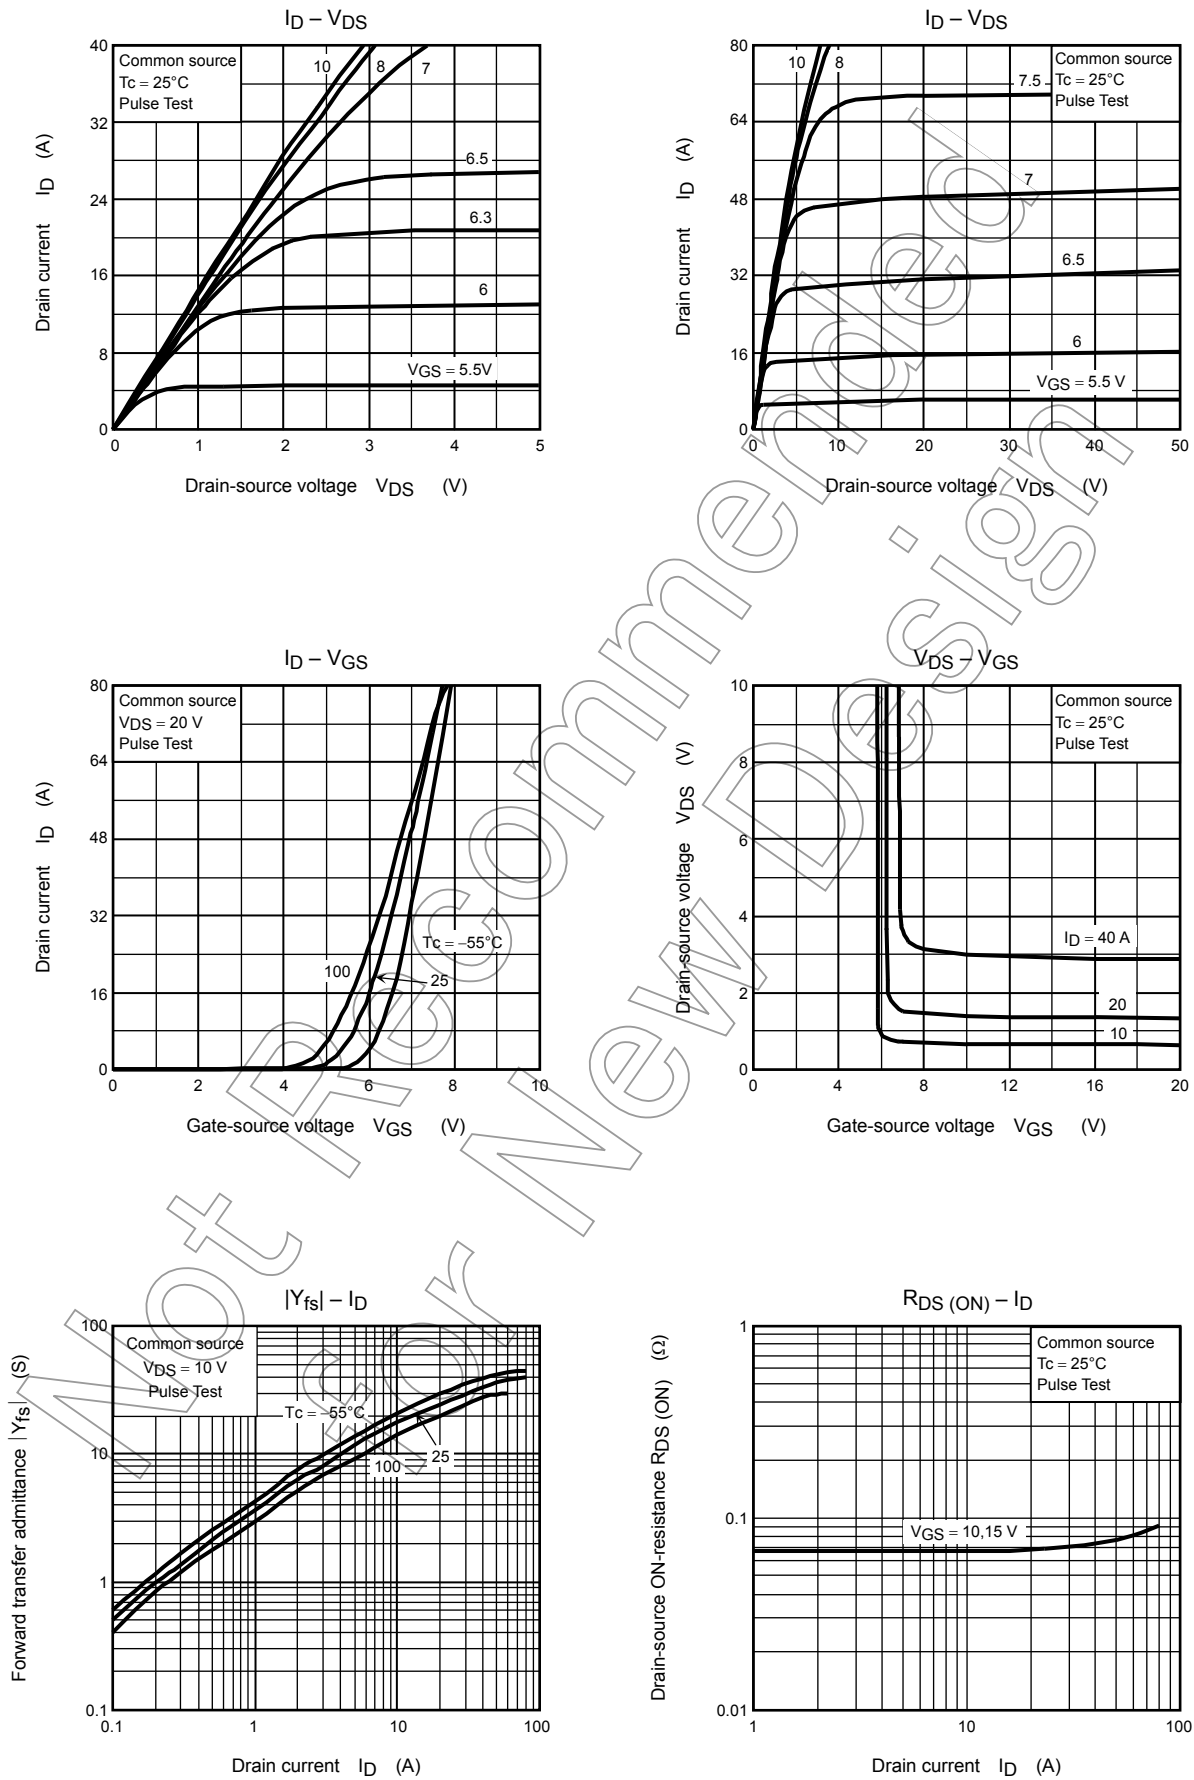 ID – VDS
40
32
24
16
8
0
Drain current ID (A)
Common source
Tc = 25°C
Pulse Test
10
8
7
6.5
6.3
6
VGS = 5.5V
0 1 2 3 4 5
Drain-source voltage VDS (V)
ID – VDS
80
64
48
32
16
0
Drain current ID (A)
Common source
Tc = 25°C
Pulse Test
10
8
7.5
7
6.5
6
VGS = 5.5 V
0 10 20 30 40 50
Drain-source voltage VDS (V)
ID – VGS
80
64
48
32
16
0
Drain current ID (A)
Common source
VDS = 20 V
Pulse Test
Tc = –55°C
100
25
0 2 4 6 8 10
Gate-source voltage VGS (V)
VDS – VGS
10
8
6
4
2
0
Drain-source voltage VDS (V)
Common source
Tc = 25°C
Pulse Test
ID = 40 A
20
10
0 4 8 12 16 20
Gate-source voltage VGS (V)
|Yfs| – ID
100
10
1
0.1
Forward transfer admittance |Yfs| (S)
Common source
VDS = 10 V
Pulse Test
Tc = –55°C
25
100
0.1 1 10 100
Drain current ID (A)
RDS (ON) – ID
1
0.1
0.01
Drain-source ON-resistance RDS (ON) (Ω)
Common source
Tc = 25°C
Pulse Test
VGS = 10,15 V
1 10 100
Drain current ID (A)
Not Recommended
for New Design